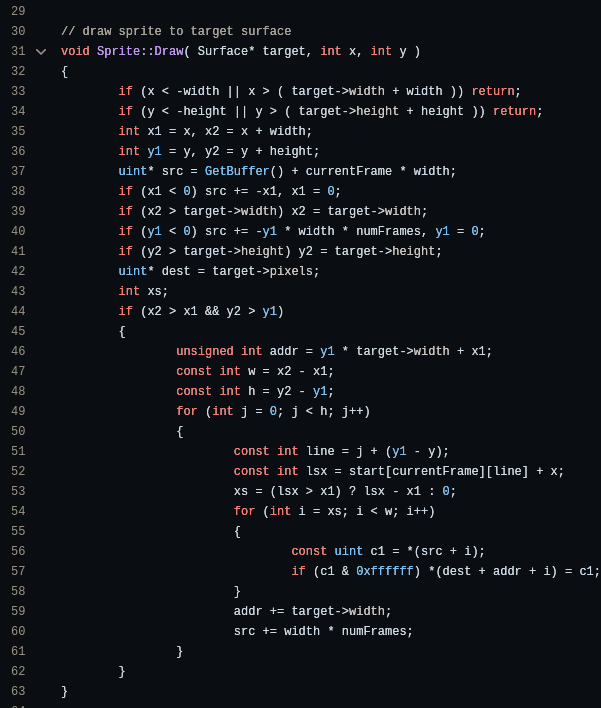 29
30 // draw sprite to target surface
31 void Sprite::Draw( Surface* target, int x, int y )
32 {
33 if (x < -width || x > ( target->width + width )) return;
34 if (y < -height || y > ( target->height + height )) return;
35 int x1 = x, x2 = x + width;
36 int y1 = y, y2 = y + height;
37 uint* src = GetBuffer() + currentFrame * width;
38 if (x1 < 0) src += -x1, x1 = 0;
39 if (x2 > target->width) x2 = target->width;
40 if (y1 < 0) src += -y1 * width * numFrames, y1 = 0;
41 if (y2 > target->height) y2 = target->height;
42 uint* dest = target->pixels;
43 int xs;
44 if (x2 > x1 && y2 > y1)
45 {
46 unsigned int addr = y1 * target->width + x1;
47 const int w = x2 - x1;
48 const int h = y2 - y1;
49 for (int j = 0; j < h; j++)
50 {
51 const int line = j + (y1 - y);
52 const int lsx = start[currentFrame][line] + x;
53 xs = (lsx > x1) ? lsx - x1 : 0;
54 for (int i = xs; i < w; i++)
55 {
56 const uint c1 = *(src + i);
57 if (c1 & 0xffffff) *(dest + addr + i) = c1;
58 }
59 addr += target->width;
60 src += width * numFrames;
61 }
62 }
63 }